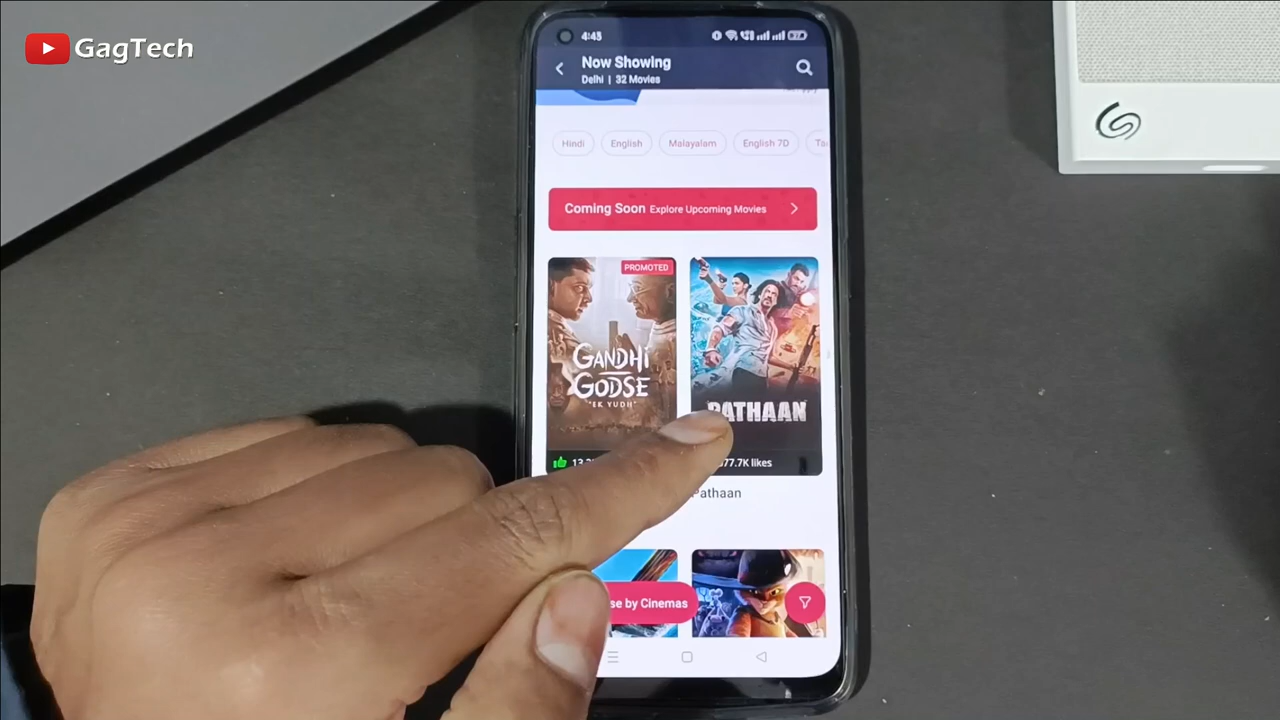 GagTech
4:43
Now Showing
Delhi | 32 Movies
Hindi
English
Malayalam
English 7D
Coming Soon Explore Upcoming Movies
PROMOTED
GANDHI
GODSE
"EK YUDH"
PATHAAN
77.7K likes
Pathaan
se by Cinemas